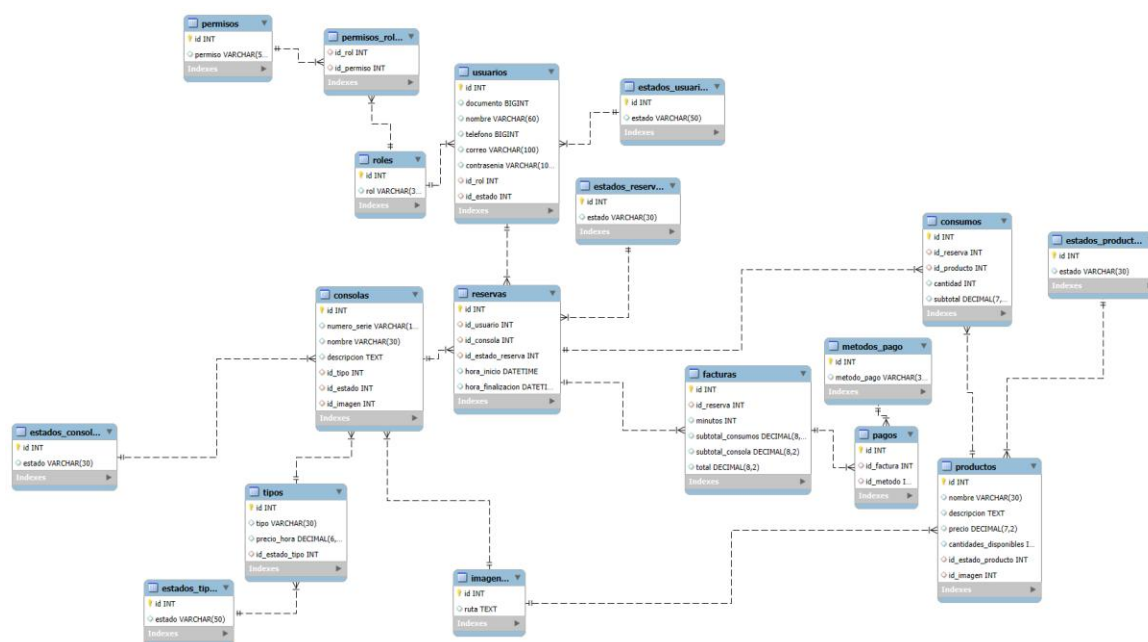 permisos
id INT
permiso VARCHAR(5...
Indexes
permisos_rol...
id_rol INT
id_permiso INT
Indexes
usuarios
id INT
documento BIGINT
nombre VARCHAR(60)
telefono BIGINT
correo VARCHAR(100)
contrasenia VARCHAR(10...
id_rol INT
id_estado INT
Indexes
estados_usuari...
id INT
estado VARCHAR(50)
Indexes
roles
id INT
rol VARCHAR(3...
Indexes
estados_reserv...
id INT
estado VARCHAR(30)
Indexes
consumos
id INT
id_reserva INT
id_producto INT
cantidad INT
subtotal DECIMAL(7,...
Indexes
estados_product...
id INT
estado VARCHAR(30)
Indexes
consolas
id INT
numero_serie VARCHAR(1...
nombre VARCHAR(30)
descripcion TEXT
id_tipo INT
id_estado INT
id_imagen INT
Indexes
reservas
id INT
id_usuario INT
id_consola INT
id_estado_reserva INT
hora_inicio DATETIME
hora_finalizacion DATETI...
Indexes
metodos_pago
id INT
metodo_pago VARCHAR(3...
Indexes
facturas
id INT
id_reserva INT
minutos INT
subtotal_consumos DECIMAL(8,...
subtotal_consola DECIMAL(8,2)
total DECIMAL(8,2)
Indexes
estados_consol...
id INT
estado VARCHAR(30)
Indexes
pagos
id INT
id_factura INT
id_metodo I...
Indexes
productos
id INT
nombre VARCHAR(30)
descripcion TEXT
precio DECIMAL(7,2)
cantidades_disponibles I...
id_estado_producto INT
id_imagen INT
Indexes
tipos
id INT
tipo VARCHAR(30)
precio_hora DECIMAL(6,...
id_estado_tipo INT
Indexes
estados_tip...
id INT
estado VARCHAR(50)
Indexes
imagen...
id INT
ruta TEXT
Indexes